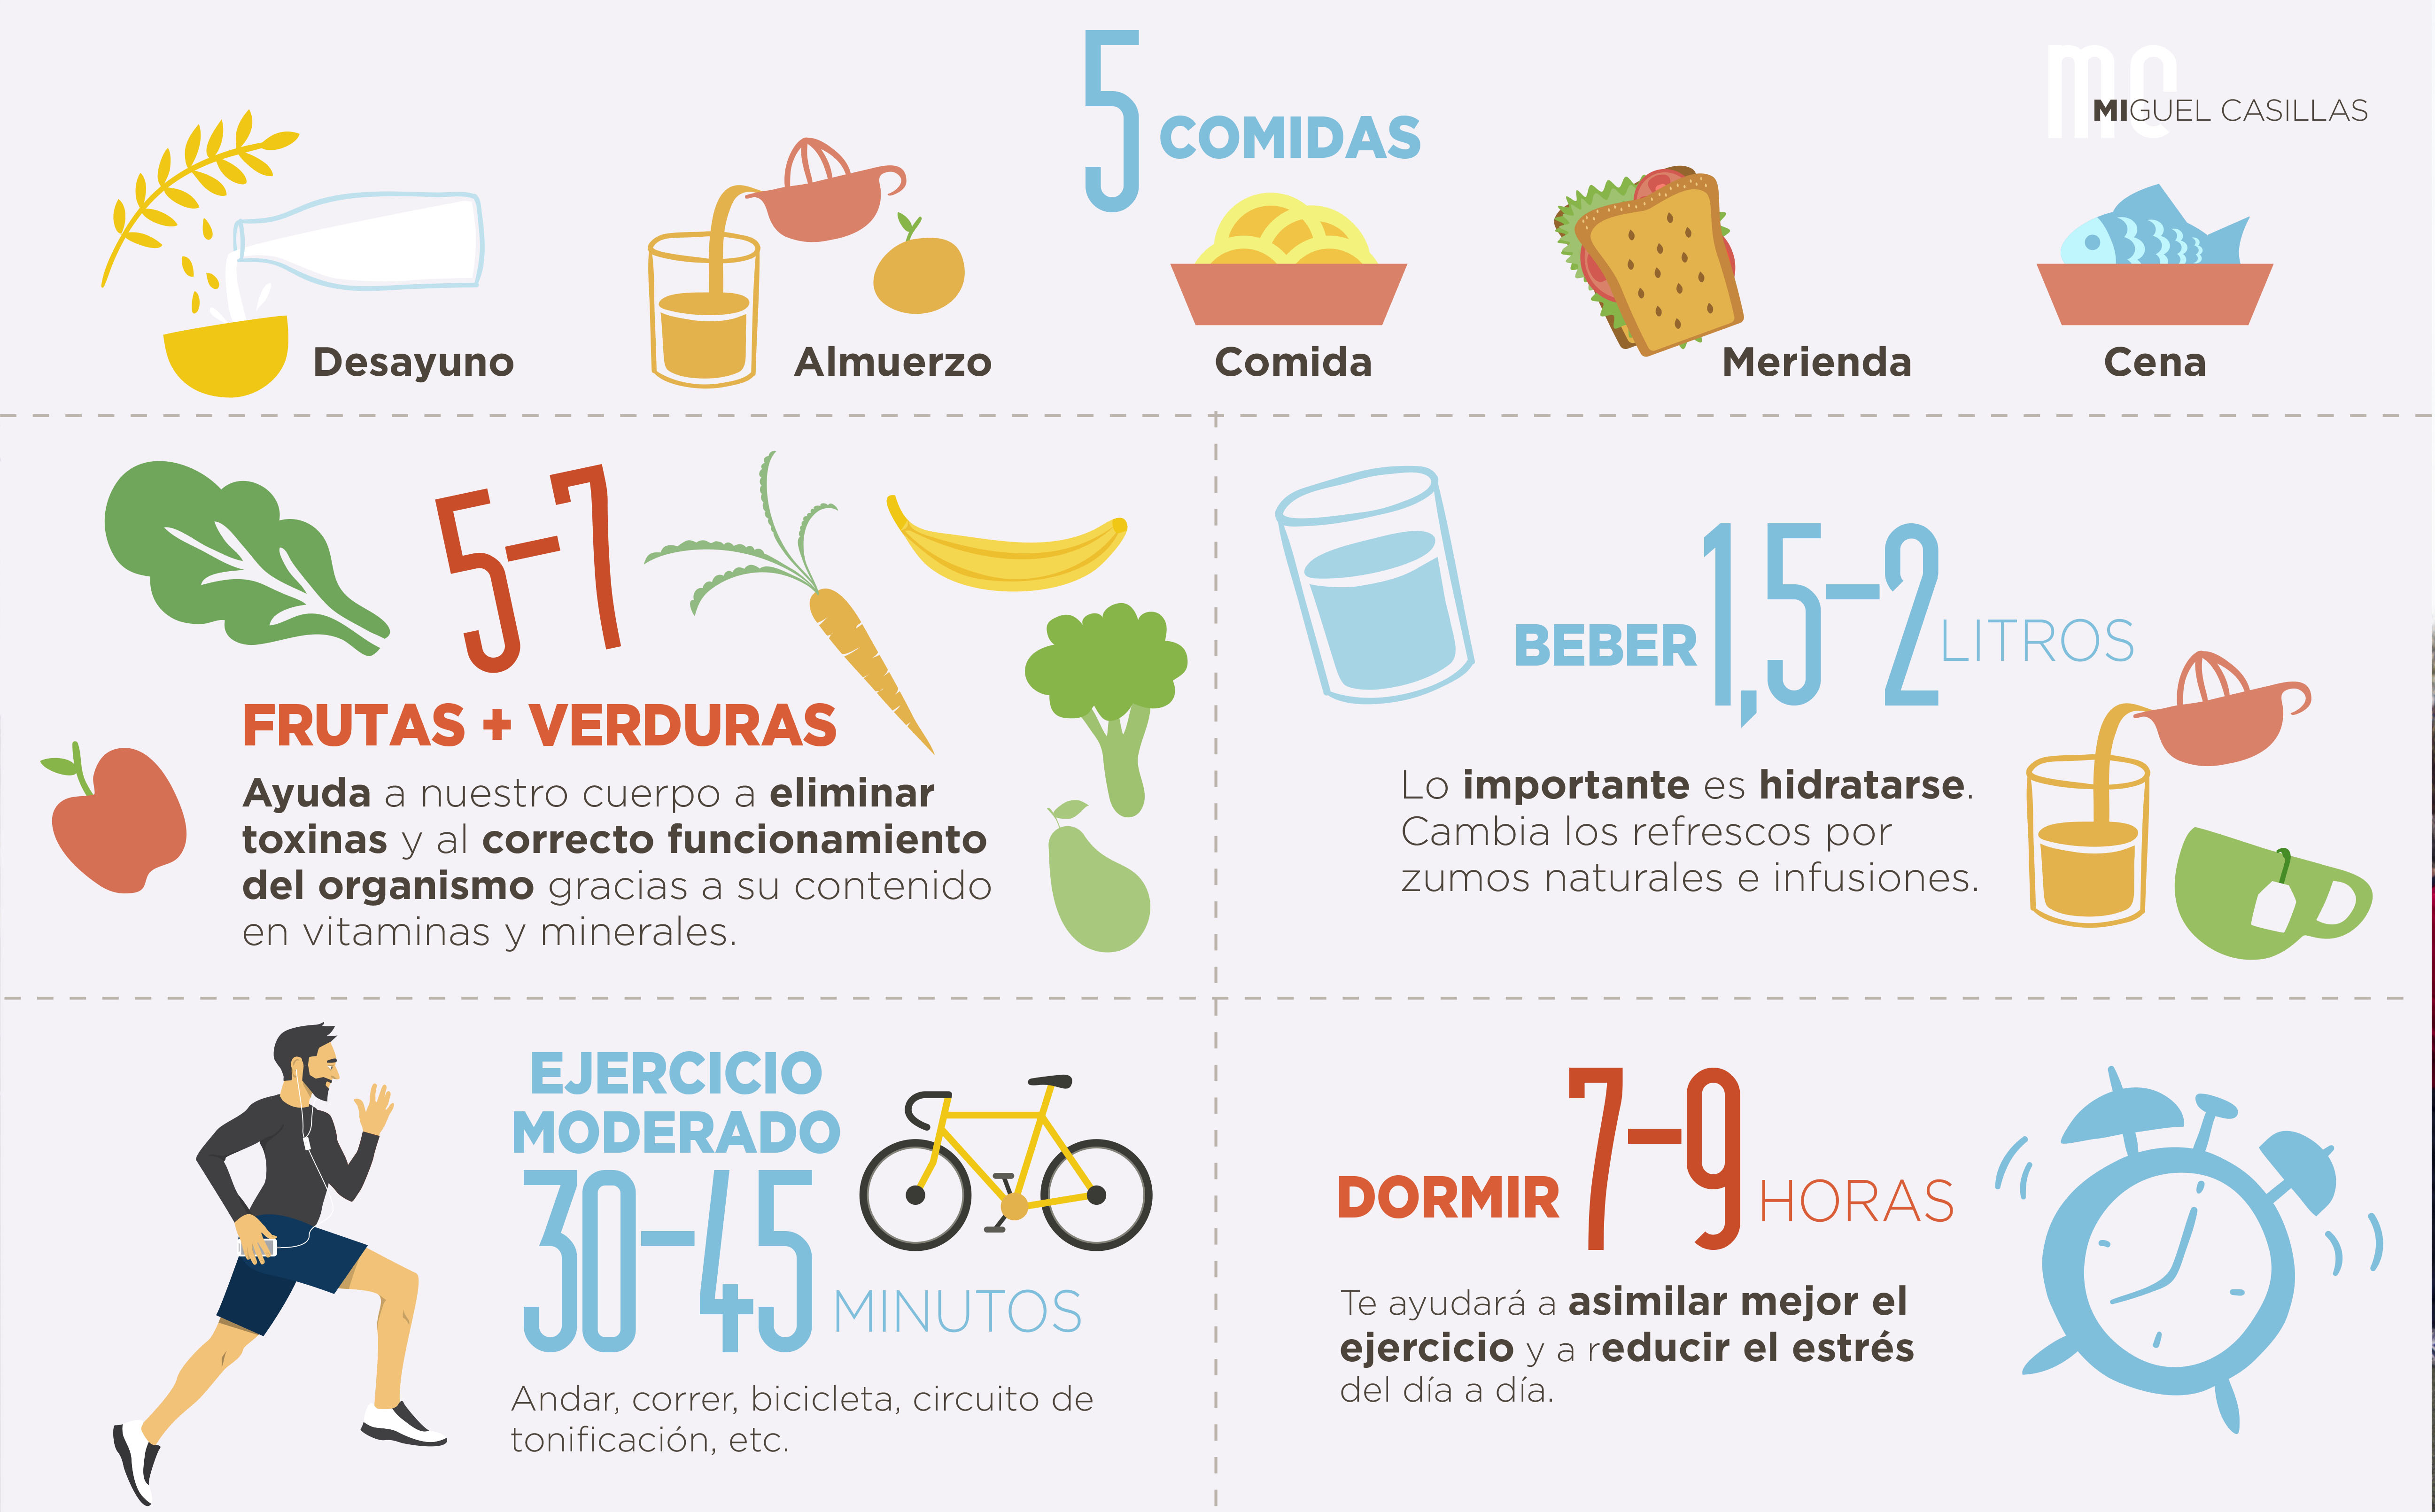 5 COMIDAS
mc
MIGUEL CASILLAS
Desayuno
Almuerzo
Comida
Merienda
Cena
5-7
FRUTAS + VERDURAS
Ayuda a nuestro cuerpo a eliminar
toxinas y al correcto funcionamiento
del organismo gracias a su contenido
en vitaminas y minerales.
BEBER 1,5-2 LITROS
Lo importante es hidratarse.
Cambia los refrescos por
zumos naturales e infusiones.
EJERCICIO
MODERADO
30-45
MINUTOS
Andar, correr, bicicleta, circuito de
tonificación, etc.
DORMIR 7-9 HORAS
Te ayudará a asimilar mejor el
ejercicio y a reducir el estrés
del día a día.